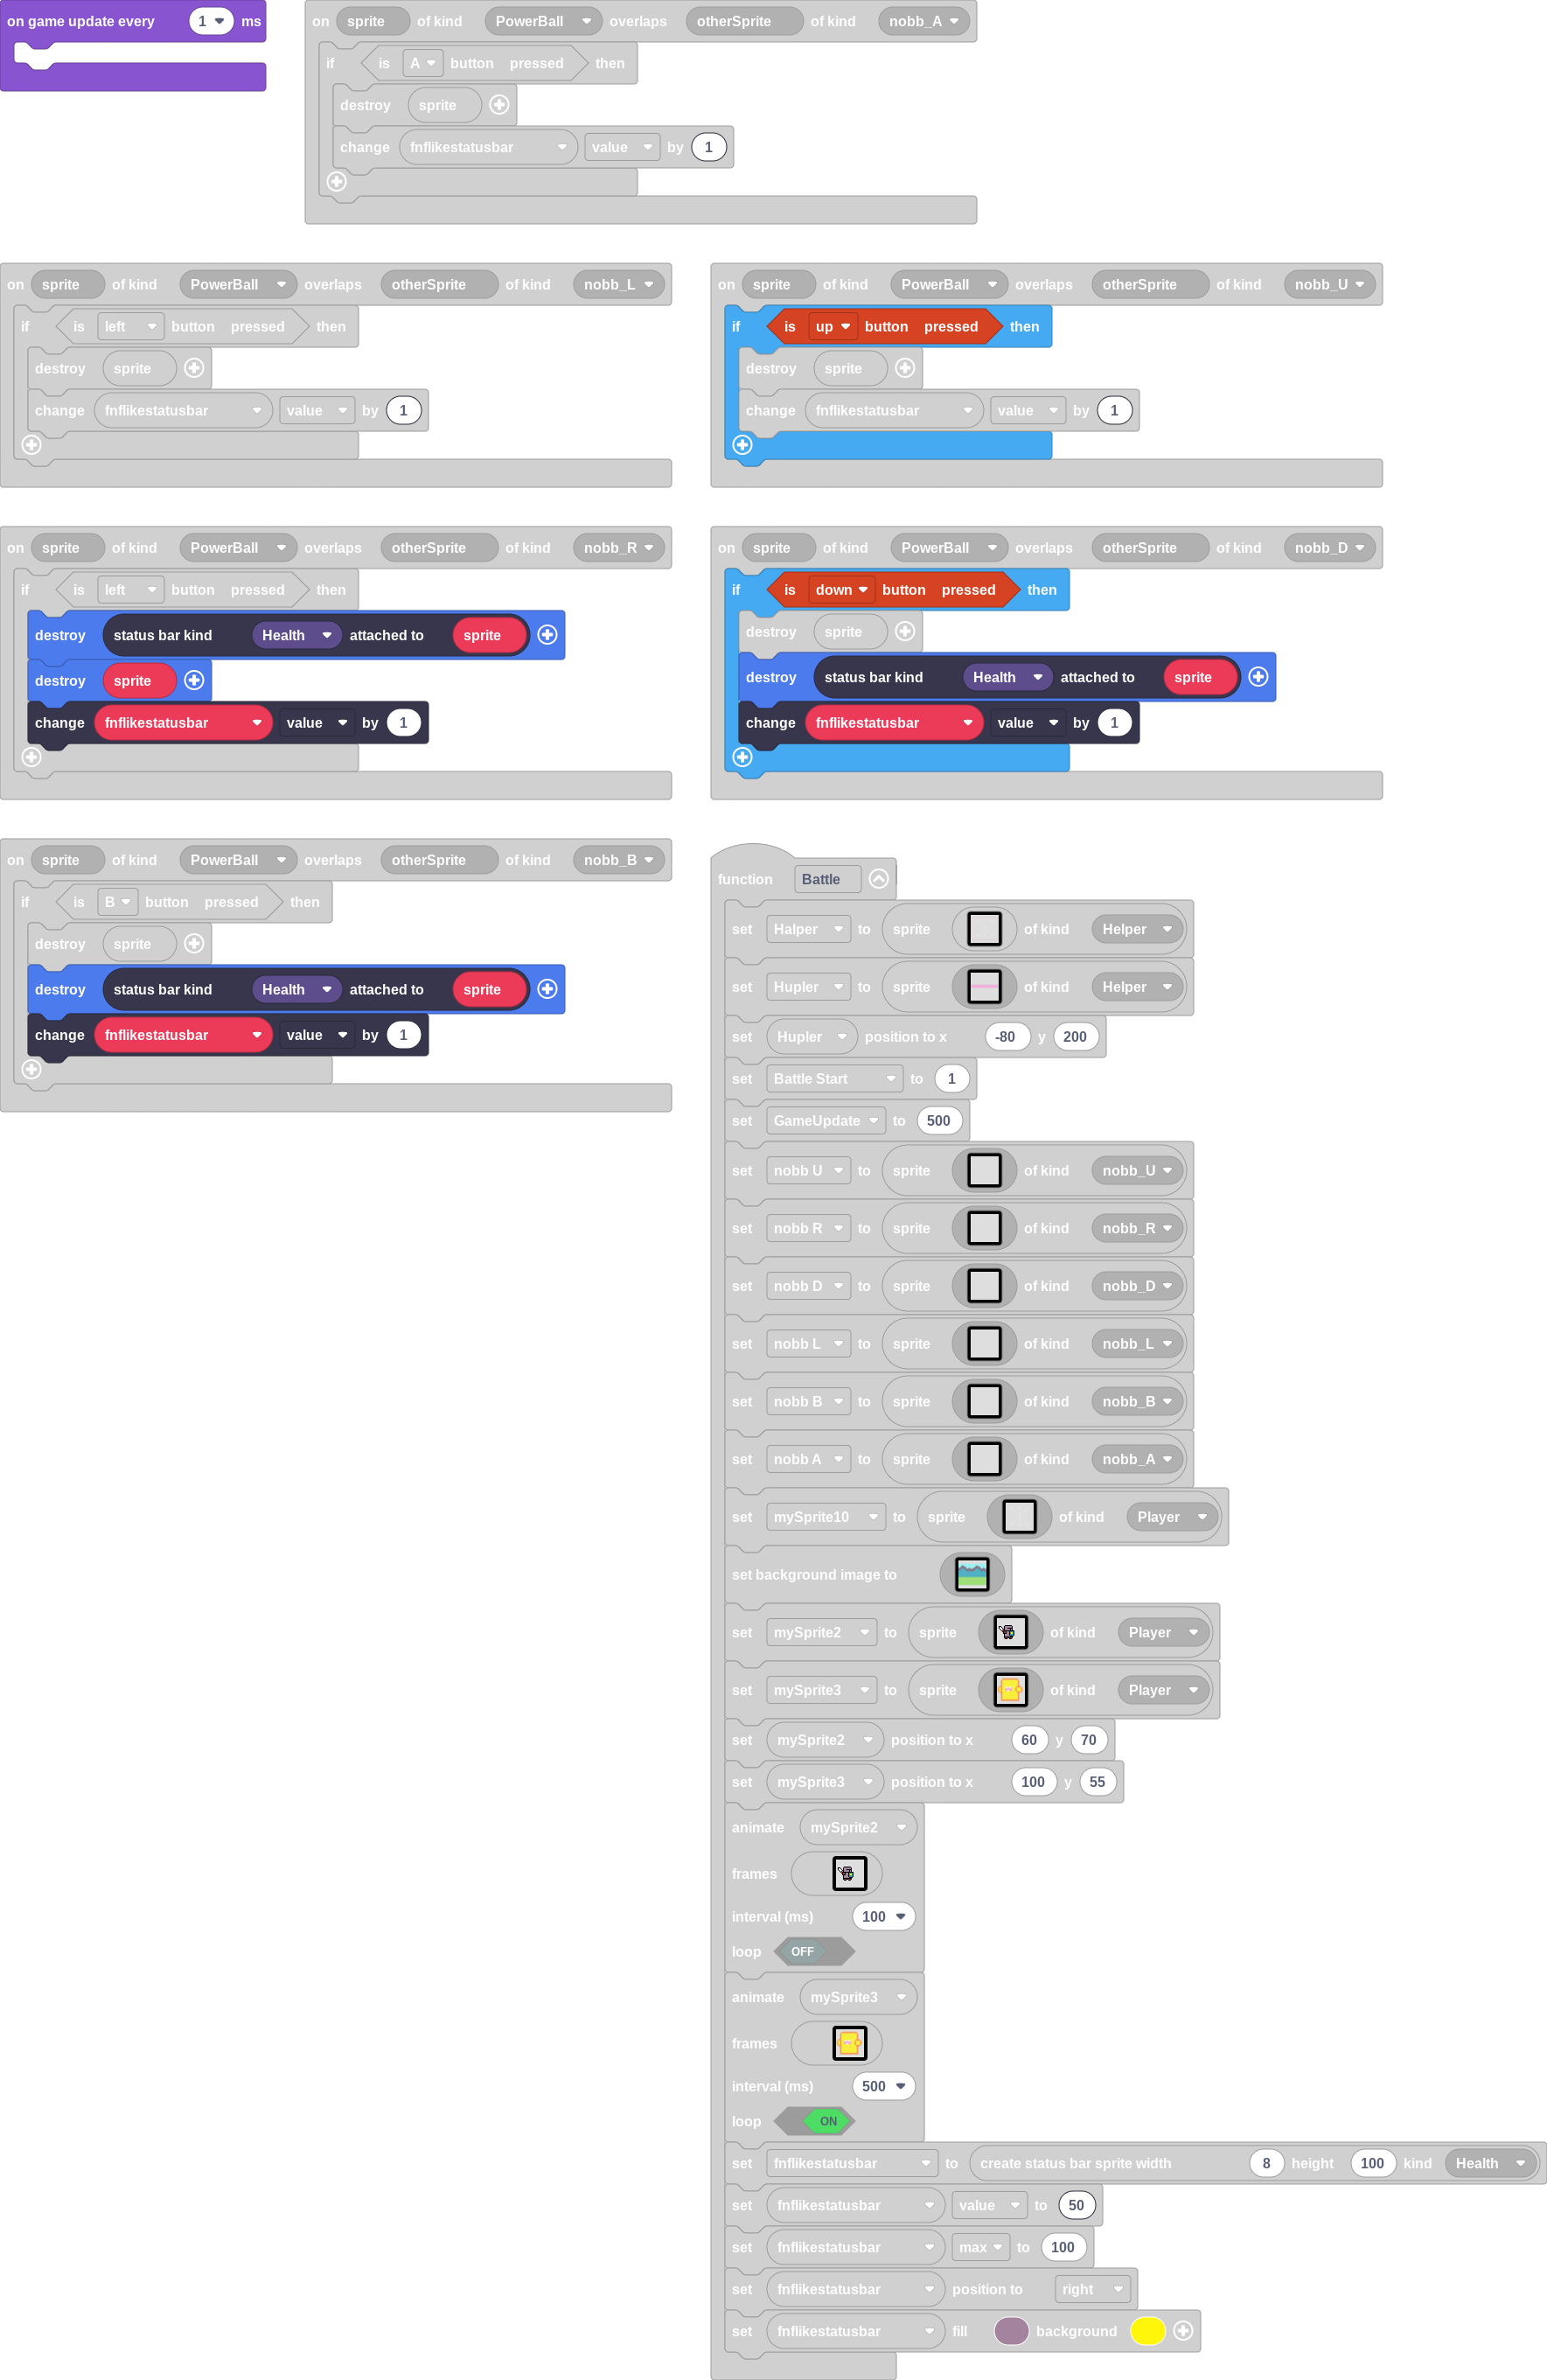 on game update every 1 ms
on sprite of kind PowerBall overlaps otherSprite of kind nobb_A
if is A button pressed then
destroy sprite
change fnflikestatusbar value by 1
on sprite of kind PowerBall overlaps otherSprite of kind nobb_L
if is left button pressed then
destroy sprite
change fnflikestatusbar value by 1
on sprite of kind PowerBall overlaps otherSprite of kind nobb_U
if is up button pressed then
destroy sprite
change fnflikestatusbar value by 1
on sprite of kind PowerBall overlaps otherSprite of kind nobb_R
if is left button pressed then
destroy status bar kind Health attached to sprite
destroy sprite
change fnflikestatusbar value by 1
on sprite of kind PowerBall overlaps otherSprite of kind nobb_D
if is down button pressed then
destroy sprite
destroy status bar kind Health attached to sprite
change fnflikestatusbar value by 1
on sprite of kind PowerBall overlaps otherSprite of kind nobb_B
if is B button pressed then
destroy sprite
destroy status bar kind Health attached to sprite
change fnflikestatusbar value by 1
function Battle
set Halper to sprite of kind Helper
set Hupler to sprite of kind Helper
set Hupler position to x -80 y 200
set Battle Start to 1
set GameUpdate to 500
set nobb U to sprite of kind nobb_U
set nobb R to sprite of kind nobb_R
set nobb D to sprite of kind nobb_D
set nobb L to sprite of kind nobb_L
set nobb B to sprite of kind nobb_B
set nobb A to sprite of kind nobb_A
set mySprite10 to sprite of kind Player
set background image to
set mySprite2 to sprite of kind Player
set mySprite3 to sprite of kind Player
set mySprite2 position to x 60 y 70
set mySprite3 position to x 100 y 55
animate mySprite2
frames
interval (ms) 100
loop OFF
animate mySprite3
frames
interval (ms) 500
loop ON
set fnflikestatusbar to create status bar sprite width 8 height 100 kind Health
set fnflikestatusbar value to 50
set fnflikestatusbar max to 100
set fnflikestatusbar position to right
set fnflikestatusbar fill background